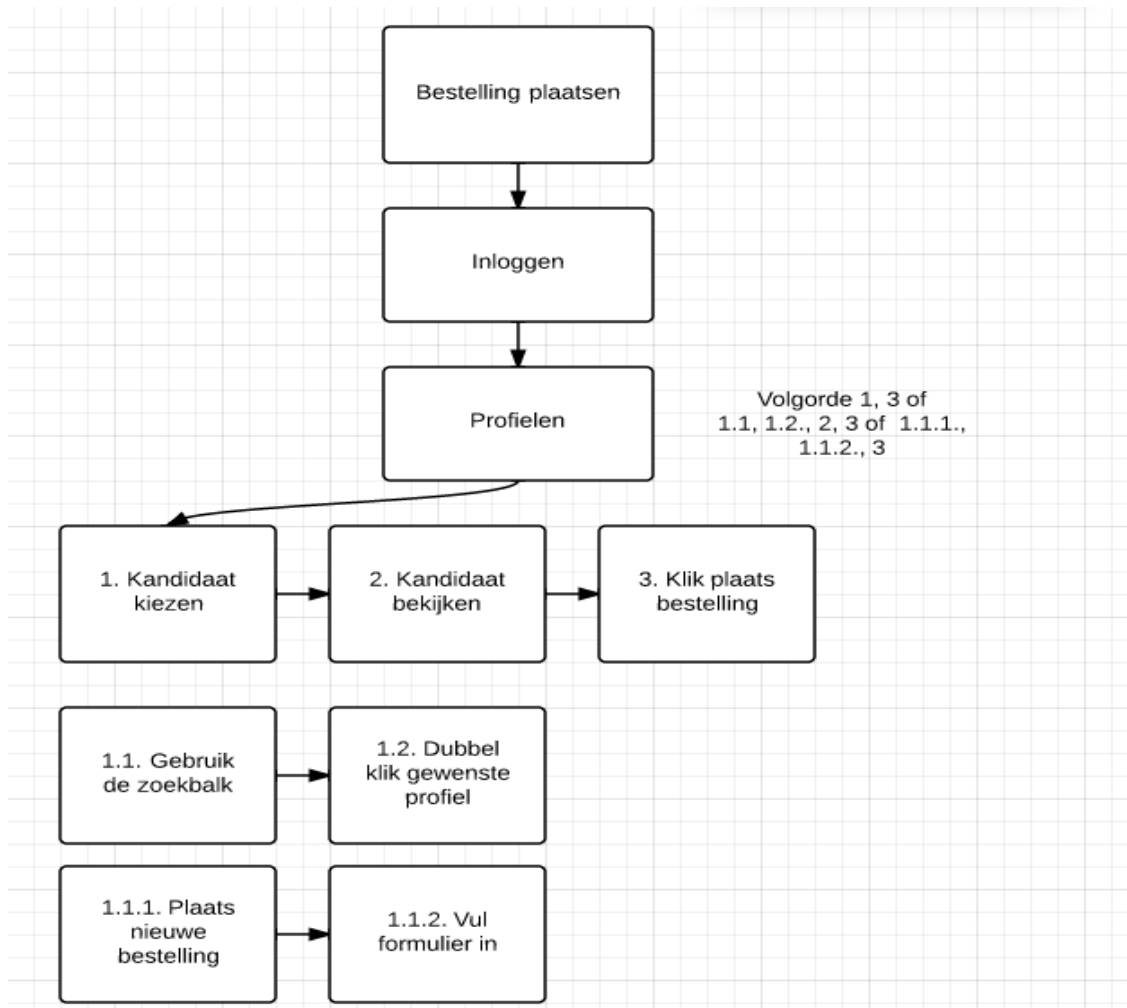 Bestelling plaatsen
Inloggen
Profielen
Volgorde 1, 3 of
1.1, 1.2., 2, 3 of 1.1.1.,
1.1.2., 3
1. Kandidaat
kiezen
2. Kandidaat
bekijken
3. Klik plaats
bestelling
1.1. Gebruik
de zoekbalk
1.2. Dubbel
klik gewenste
profiel
1.1.1. Plaats
nieuwe
bestelling
1.1.2. Vul
formulier in